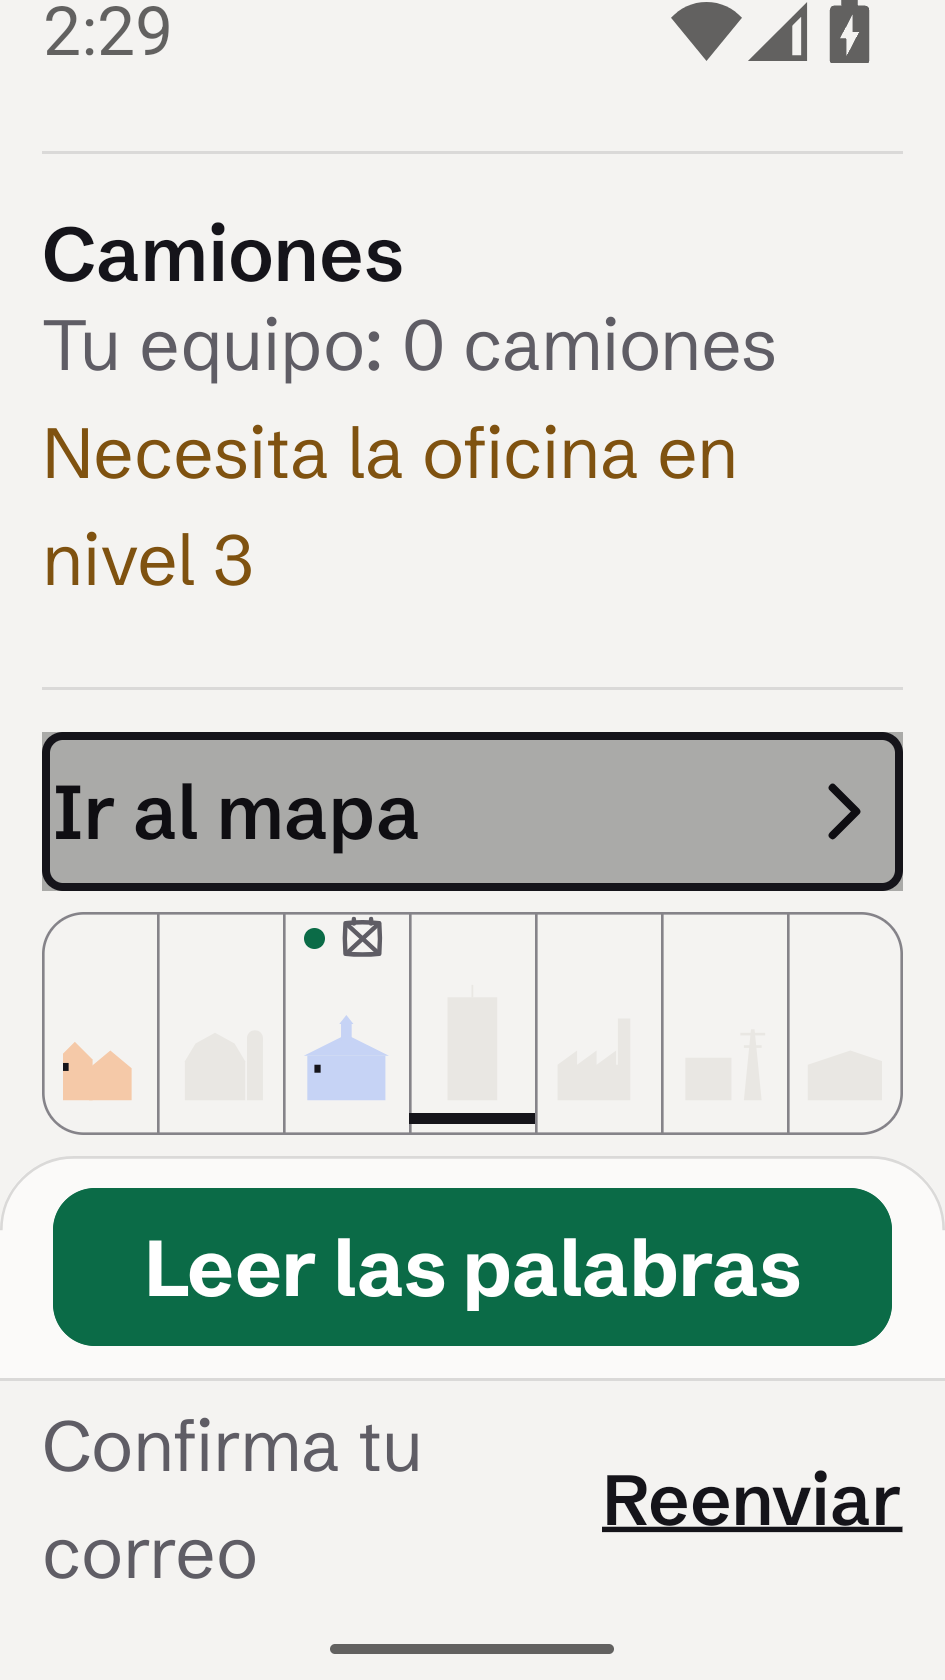 2:29
Camiones
Tu equipo: 0 camiones
Necesita la oficina en
nivel 3
Ir al mapa
Leer las palabras
Confirma tu
correo
Reenviar